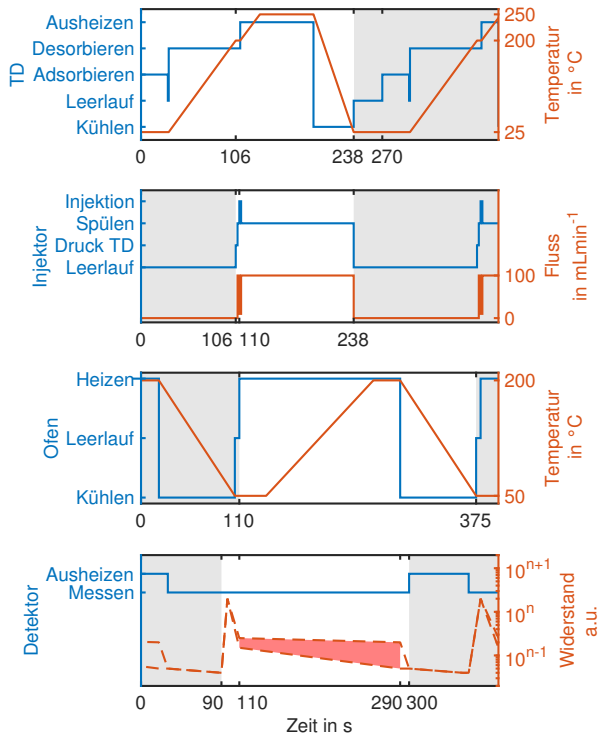 Ausheizen
Desorbieren
Adsorbieren
Leerlauf
Kühlen
TD
250
200
25
Temperatur
in °C
0 106 238 270
Injektion
Spülen
Druck TD
Leerlauf
Injektor
100
0
Fluss
in mLmin⁻¹
0 106 110 238
Heizen
Leerlauf
Kühlen
Ofen
200
50
Temperatur
in °C
0 110 375
Ausheizen
Messen
Detektor
10ⁿ⁺¹
10ⁿ
10ⁿ⁻¹
Widerstand
a.u.
0 90 110 290 300
Zeit in s